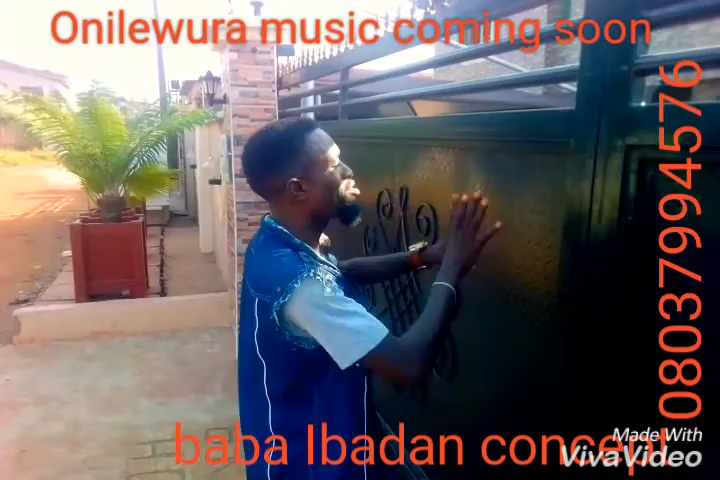 Onilewura music coming soon
08037994576
baba Ibadan concept
Made With
VivaVideo